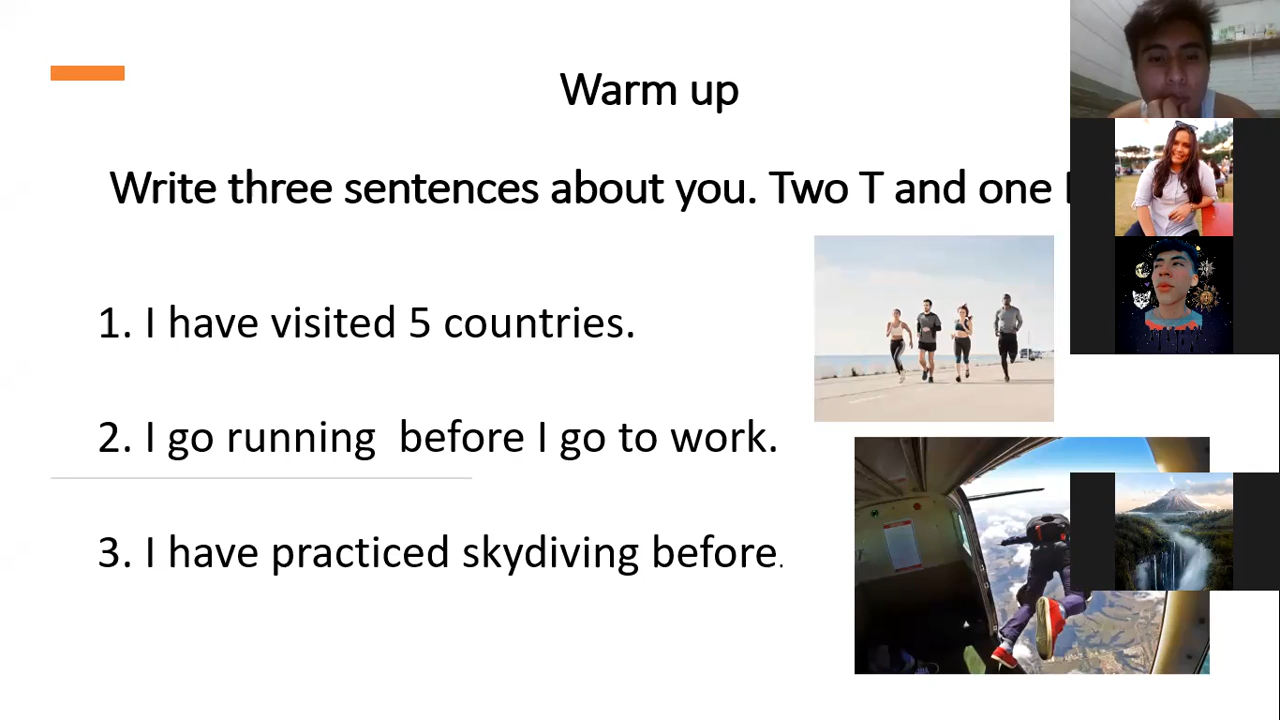 Warm up
Write three sentences about you. Two T and one
1. I have visited 5 countries.
2. I go running  before I go to work.
3. I have practiced skydiving before.